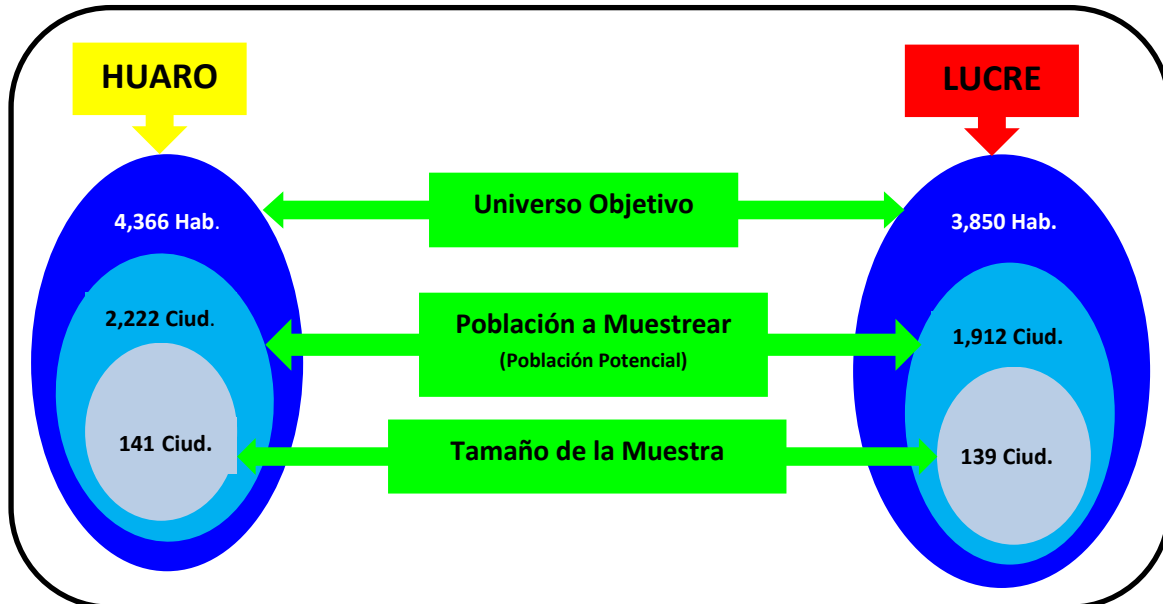 HUARO
LUCRE
Universo Objetivo
4,366 Hab.
3,850 Hab.
Población a Muestrear
(Población Potencial)
2,222 Ciud.
1,912 Ciud.
Tamaño de la Muestra
141 Ciud.
139 Ciud.